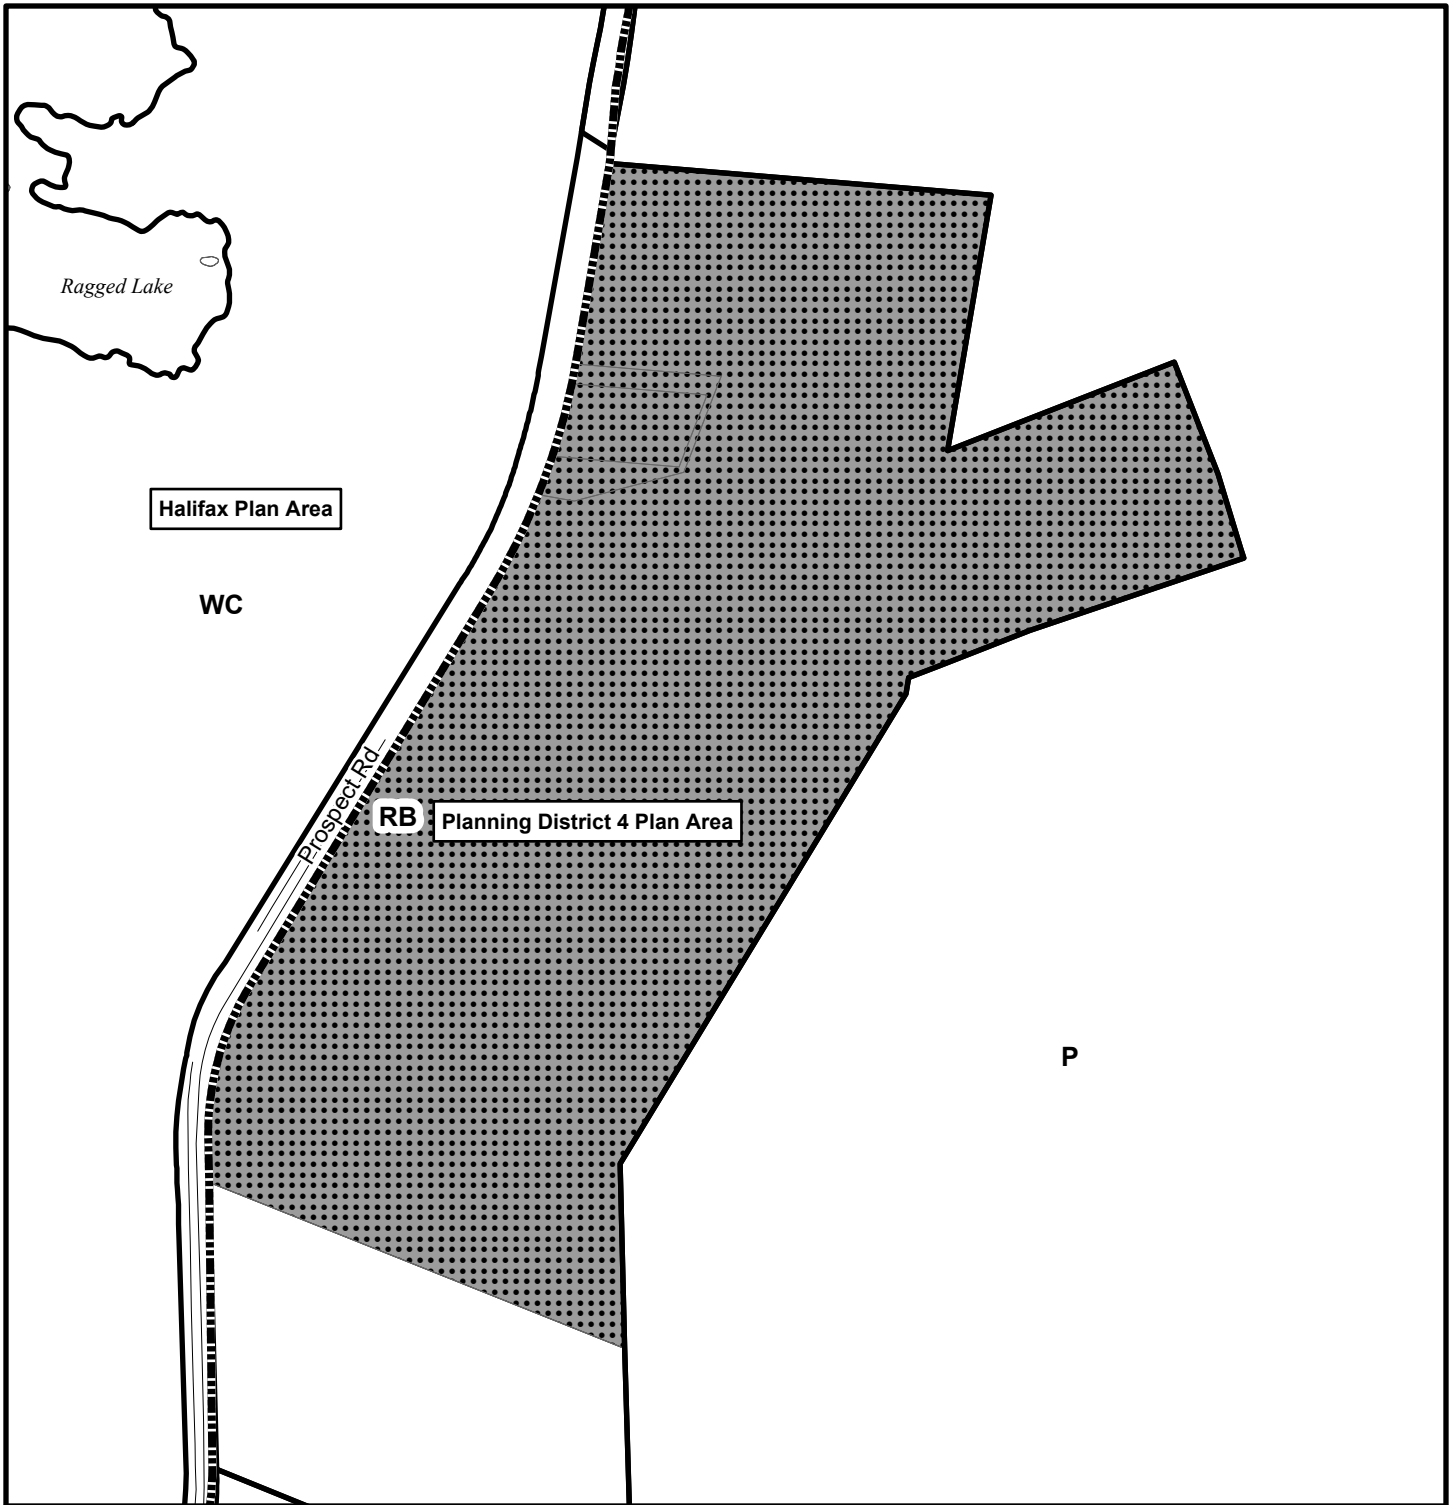 Ragged Lake
Halifax Plan Area
WC
Prospect Rd
RB
Planning District 4 Plan Area
P